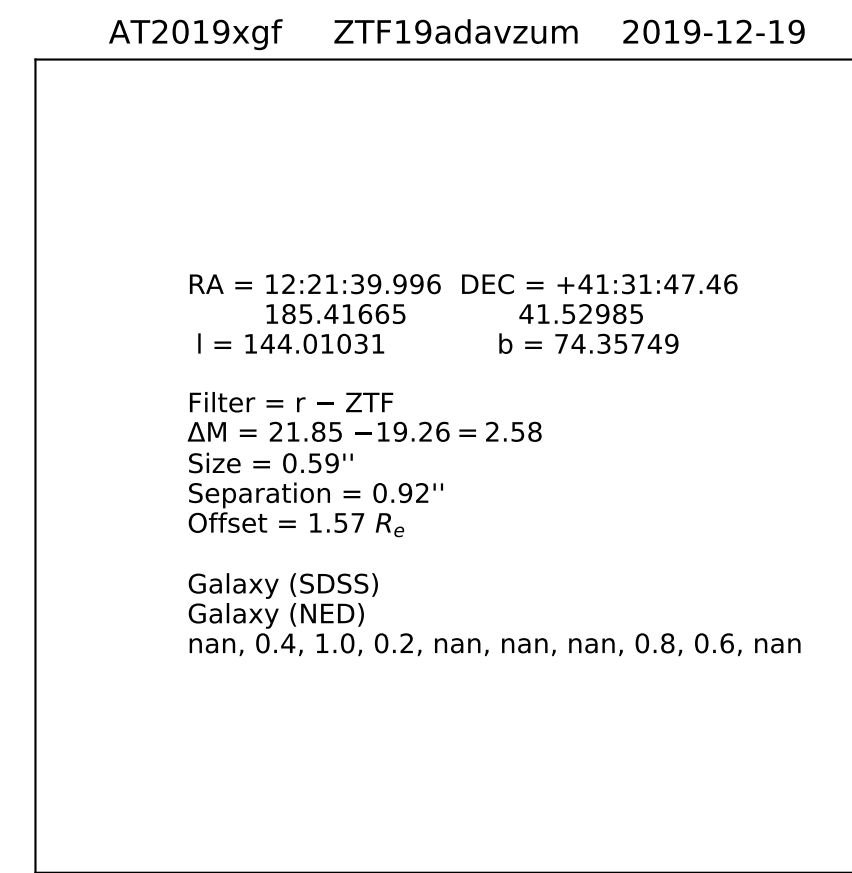 AT2019xgf ZTF19adavzum 2019-12-19
RA = 12:21:39.996 DEC = +41:31:47.46
185.41665 41.52985
l = 144.01031 b = 74.35749
Filter = r − ZTF
ΔM = 21.85 −19.26 = 2.58
Size = 0.59''
Separation = 0.92''
Offset = 1.57 Rₑ
Galaxy (SDSS)
Galaxy (NED)
nan, 0.4, 1.0, 0.2, nan, nan, nan, 0.8, 0.6, nan